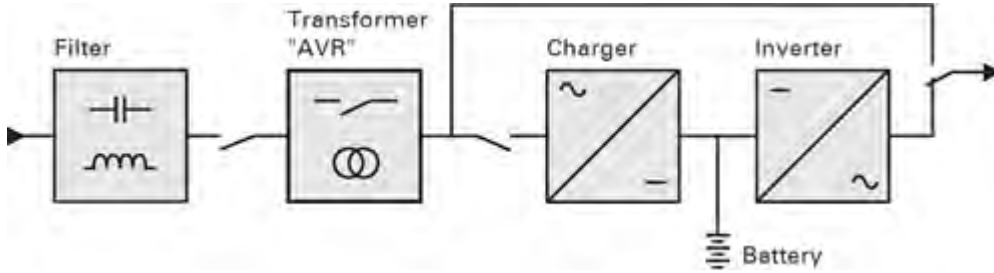 Filter
Transformer
"AVR"
Charger
Inverter
Battery